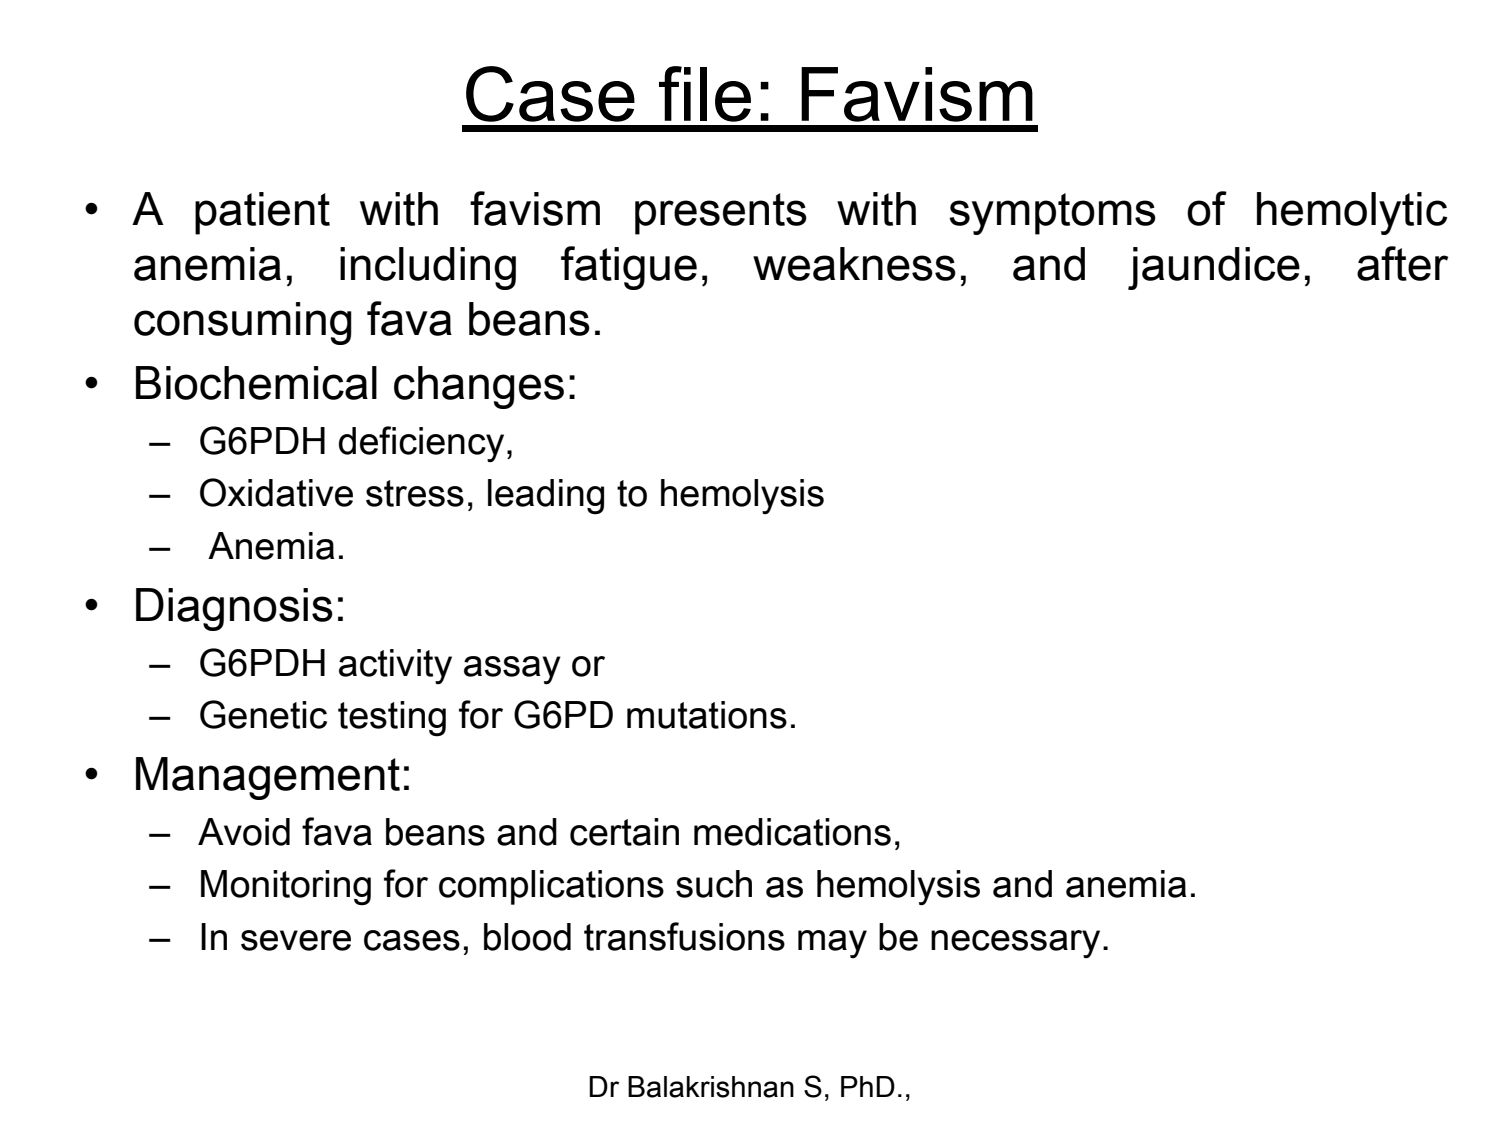 Case file: Favism
• A patient with favism presents with symptoms of hemolytic
anemia, including fatigue, weakness, and jaundice, after
consuming fava beans.
• Biochemical changes:
– G6PDH deficiency,
– Oxidative stress, leading to hemolysis
– Anemia.
• Diagnosis:
– G6PDH activity assay or
– Genetic testing for G6PD mutations.
• Management:
– Avoid fava beans and certain medications,
– Monitoring for complications such as hemolysis and anemia.
– In severe cases, blood transfusions may be necessary.
Dr Balakrishnan S, PhD.,